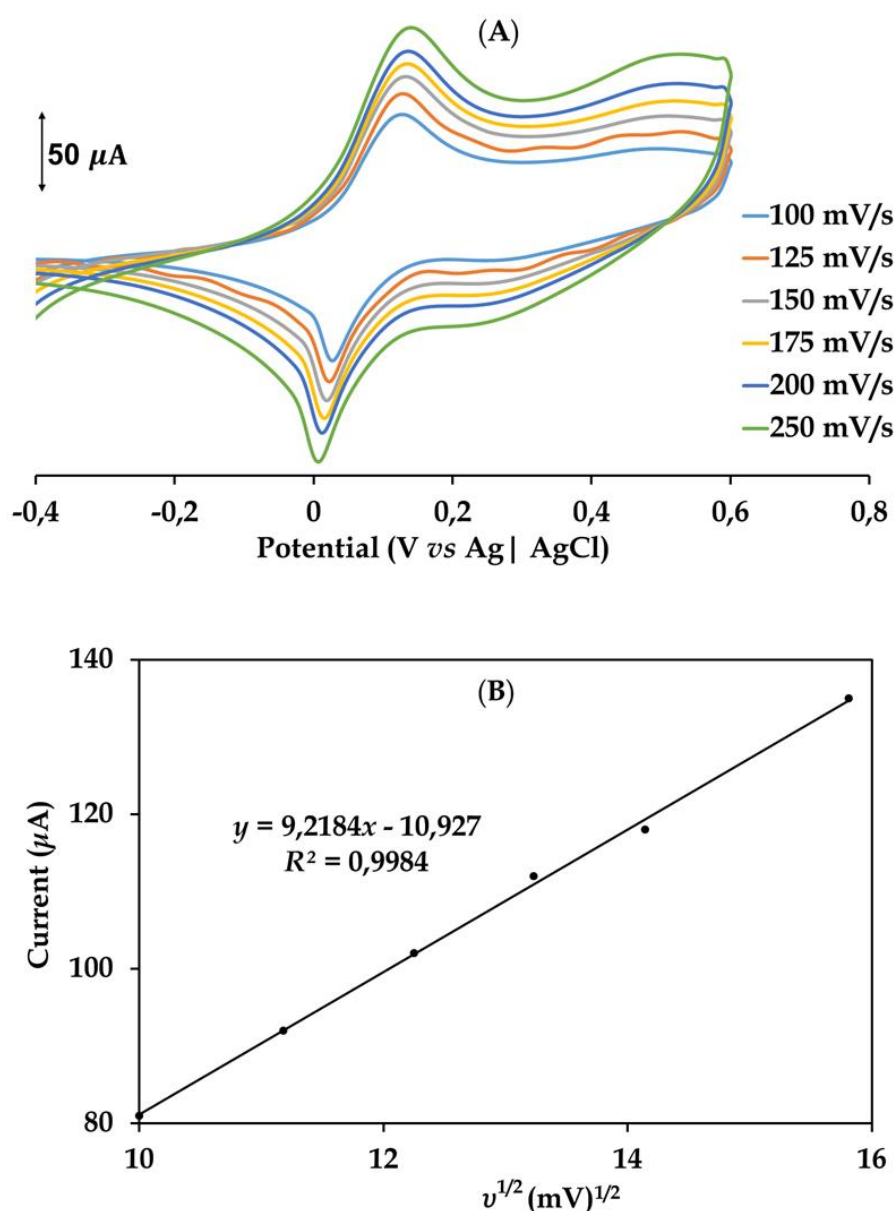 (A)
50 μA
100 mV/s
125 mV/s
150 mV/s
175 mV/s
200 mV/s
250 mV/s
-0,4 -0,2 0 0,2 0,4 0,6 0,8
Potential (V vs Ag| AgCl)
140
(B)
120
y = 9,2184x - 10,927
R² = 0,9984
Current (μA)
100
80
10 12 14 16
υ^{1/2} (mV)^{1/2}